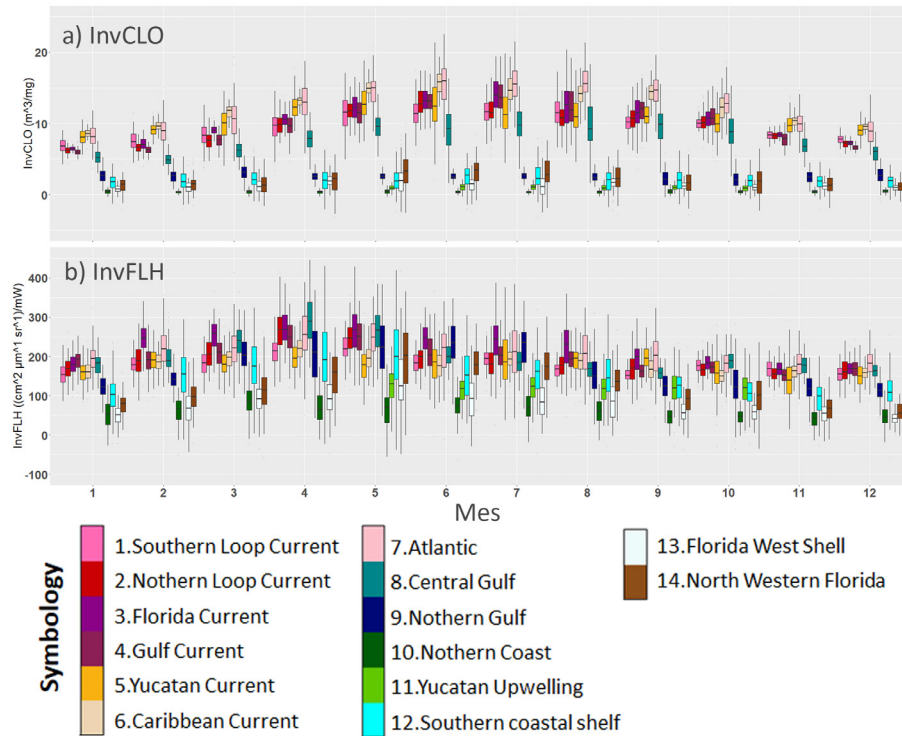 a) InvCLO
InvCLO (m^3/mg)
20
10
0
b) InvFLH
InvFLH ((cm^2 μm^1 sr^1)/mW)
400
300
200
100
0
-100
1 2 3 4 5 6 7 8 9 10 11 12
Mes
Symbology
1.Southern Loop Current
2.Nothern Loop Current
3.Florida Current
4.Gulf Current
5.Yucatan Current
6.Caribbean Current
7.Atlantic
8.Central Gulf
9.Nothern Gulf
10.Nothern Coast
11.Yucatan Upwelling
12.Southern coastal shelf
13.Florida West Shell
14.North Western Florida